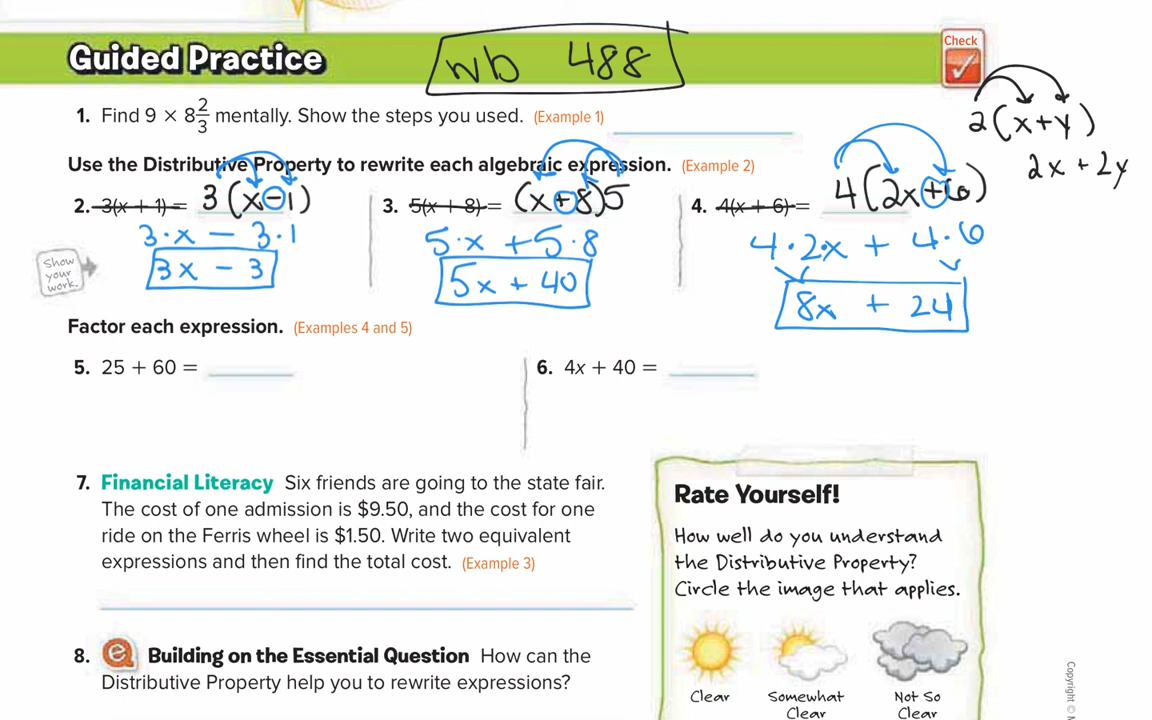 Guided Practice
wb 488
Check
1. Find 9 × 8 2/3 mentally. Show the steps you used. (Example 1)
2(x+y)
2x + 2y
Use the Distributive Property to rewrite each algebraic expression. (Example 2)
2. 3(x + 1) = 3(x-1)
3·x - 3·1
3x - 3
3. 5(x + 8) = (x+8)5
5·x + 5·8
5x + 40
4. 4(x + 6) = 4(2x+6)
4·2x + 4·6
8x + 24
Show
your
work.
Factor each expression. (Examples 4 and 5)
5. 25 + 60 =
6. 4x + 40 =
7. Financial Literacy Six friends are going to the state fair.
The cost of one admission is $9.50, and the cost for one
ride on the Ferris wheel is $1.50. Write two equivalent
expressions and then find the total cost. (Example 3)
8. e Building on the Essential Question How can the
Distributive Property help you to rewrite expressions?
Rate Yourself!
How well do you understand
the Distributive Property?
Circle the image that applies.
Clear
Somewhat
Clear
Not So
Clear
Copyright ©